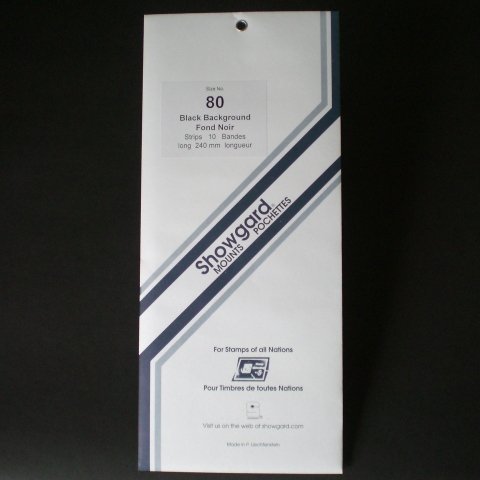 Size No.
80
Black Background
Fond Noir
Strips 10 Bandes
long 240 mm longueur
Showgard®
MOUNTS POCHETTES
For Stamps of all Nations
Pour Timbres de toutes Nations
Visit us on the web at showgard.com
Made in P. Liechtenstein